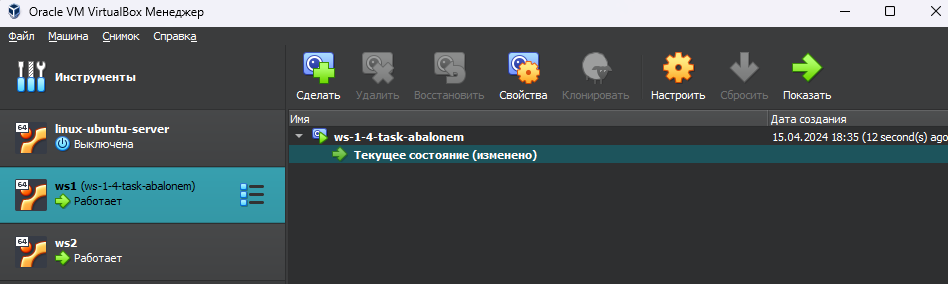 Oracle VM VirtualBox Менеджер
Файл Машина Снимок Справка
Инструменты
Сделать Удалить Восстановить Свойства Клонировать Настроить Сбросить Показать
Имя Дата создания
ws-1-4-task-abalonem 15.04.2024 18:35 (12 second(s) ago
Текущее состояние (изменено)
64 linux-ubuntu-server
Выключена
64 ws1 (ws-1-4-task-abalonem)
Работает
64 ws2
Работает